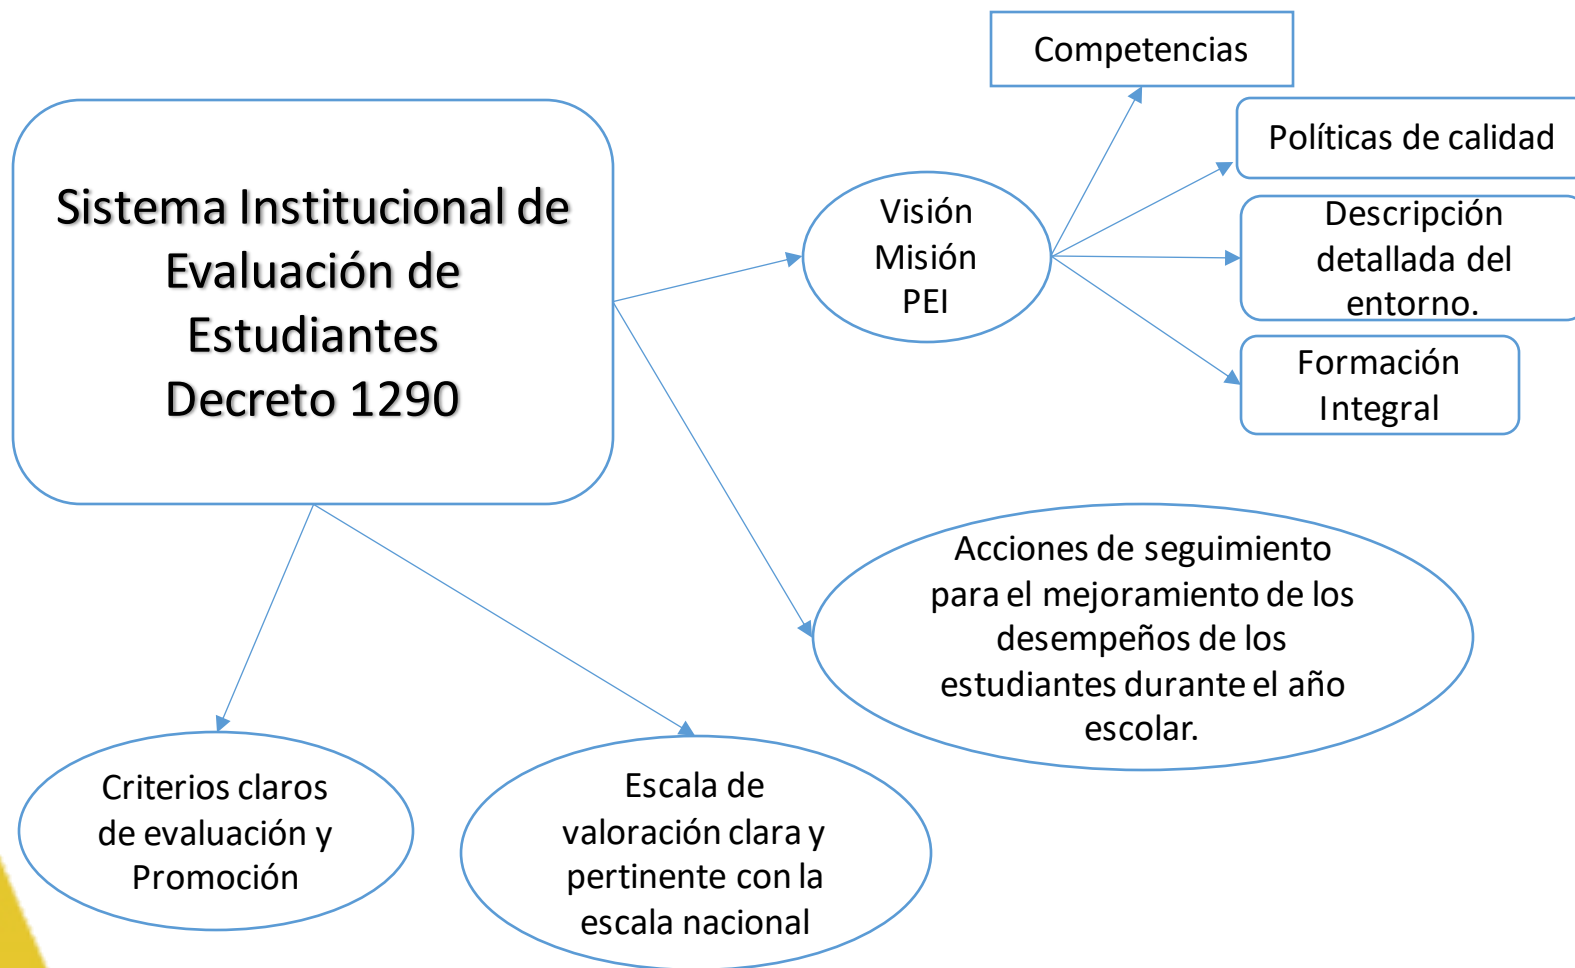 Competencias
Políticas de calidad
Sistema Institucional de
Evaluación de
Estudiantes
Decreto 1290
Visión
Misión
PEI
Descripción
detallada del
entorno.
Formación
Integral
Acciones de seguimiento
para el mejoramiento de los
desempeños de los
estudiantes durante el año
escolar.
Criterios claros
de evaluación y
Promoción
Escala de
valoración clara y
pertinente con la
escala nacional